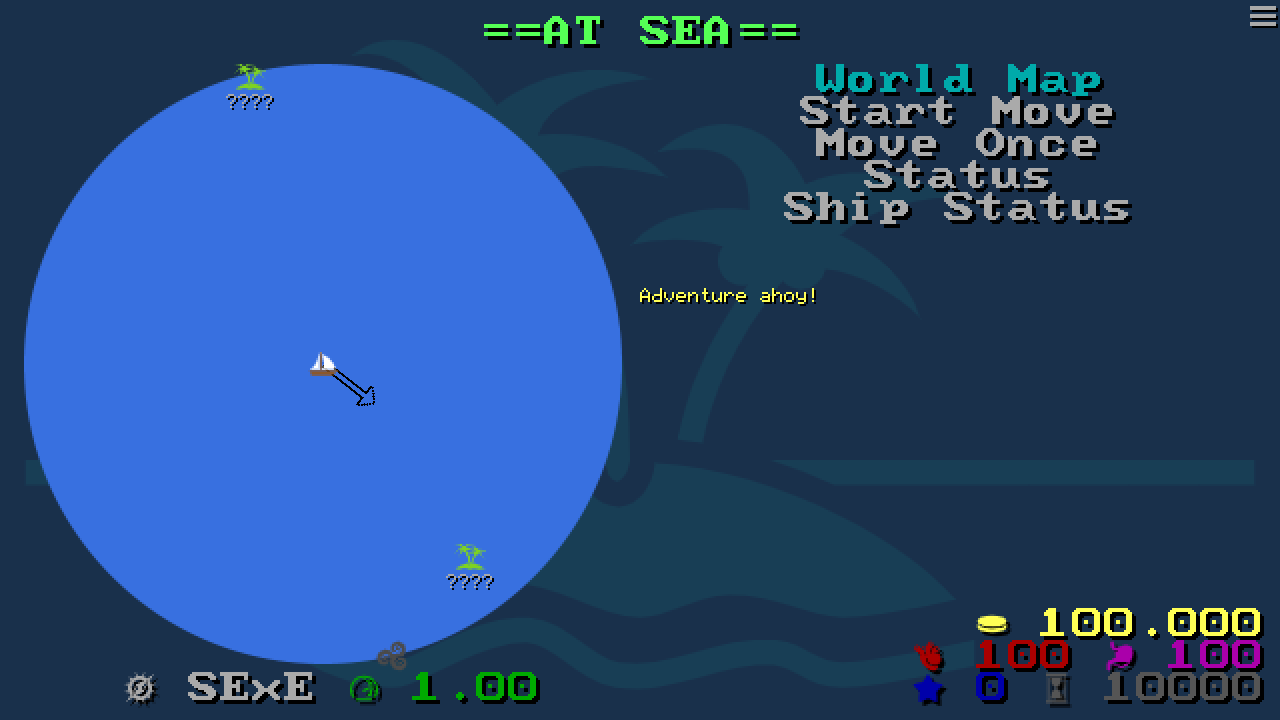 ==AT SEA==
World Map
Start Move
Move Once
Status
Ship Status
????
Adventure ahoy!
????
100.000
100 100
SExE 1.00
0 10000